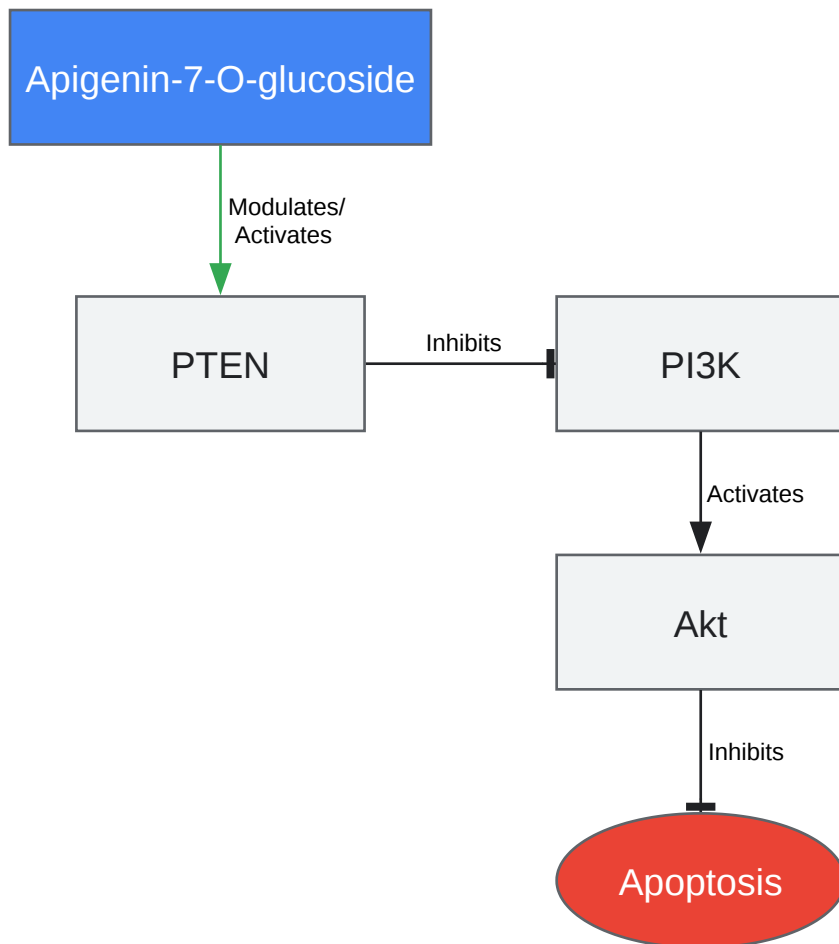 Apigenin-7-O-glucoside
Modulates/
Activates
PTEN
Inhibits
PI3K
Activates
Akt
Inhibits
Apoptosis